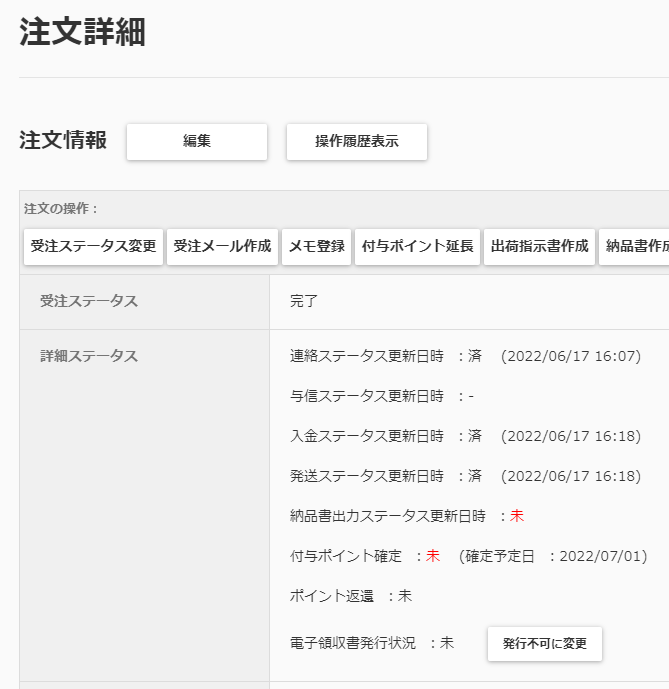 注文詳細
注文情報 編集 操作履歴表示
注文の操作：
受注ステータス変更 受注メール作成 メモ登録 付与ポイント延長 出荷指示書作成 納品書作成
受注ステータス 完了
詳細ステータス 連絡ステータス更新日時 ：済 (2022/06/17 16:07)
与信ステータス更新日時 ：-
入金ステータス更新日時 ：済 (2022/06/17 16:18)
発送ステータス更新日時 ：済 (2022/06/17 16:18)
納品書出力ステータス更新日時 ：未
付与ポイント確定 ：未 (確定予定日 ：2022/07/01)
ポイント返還 ：未
電子領収書発行状況 ：未 発行不可に変更